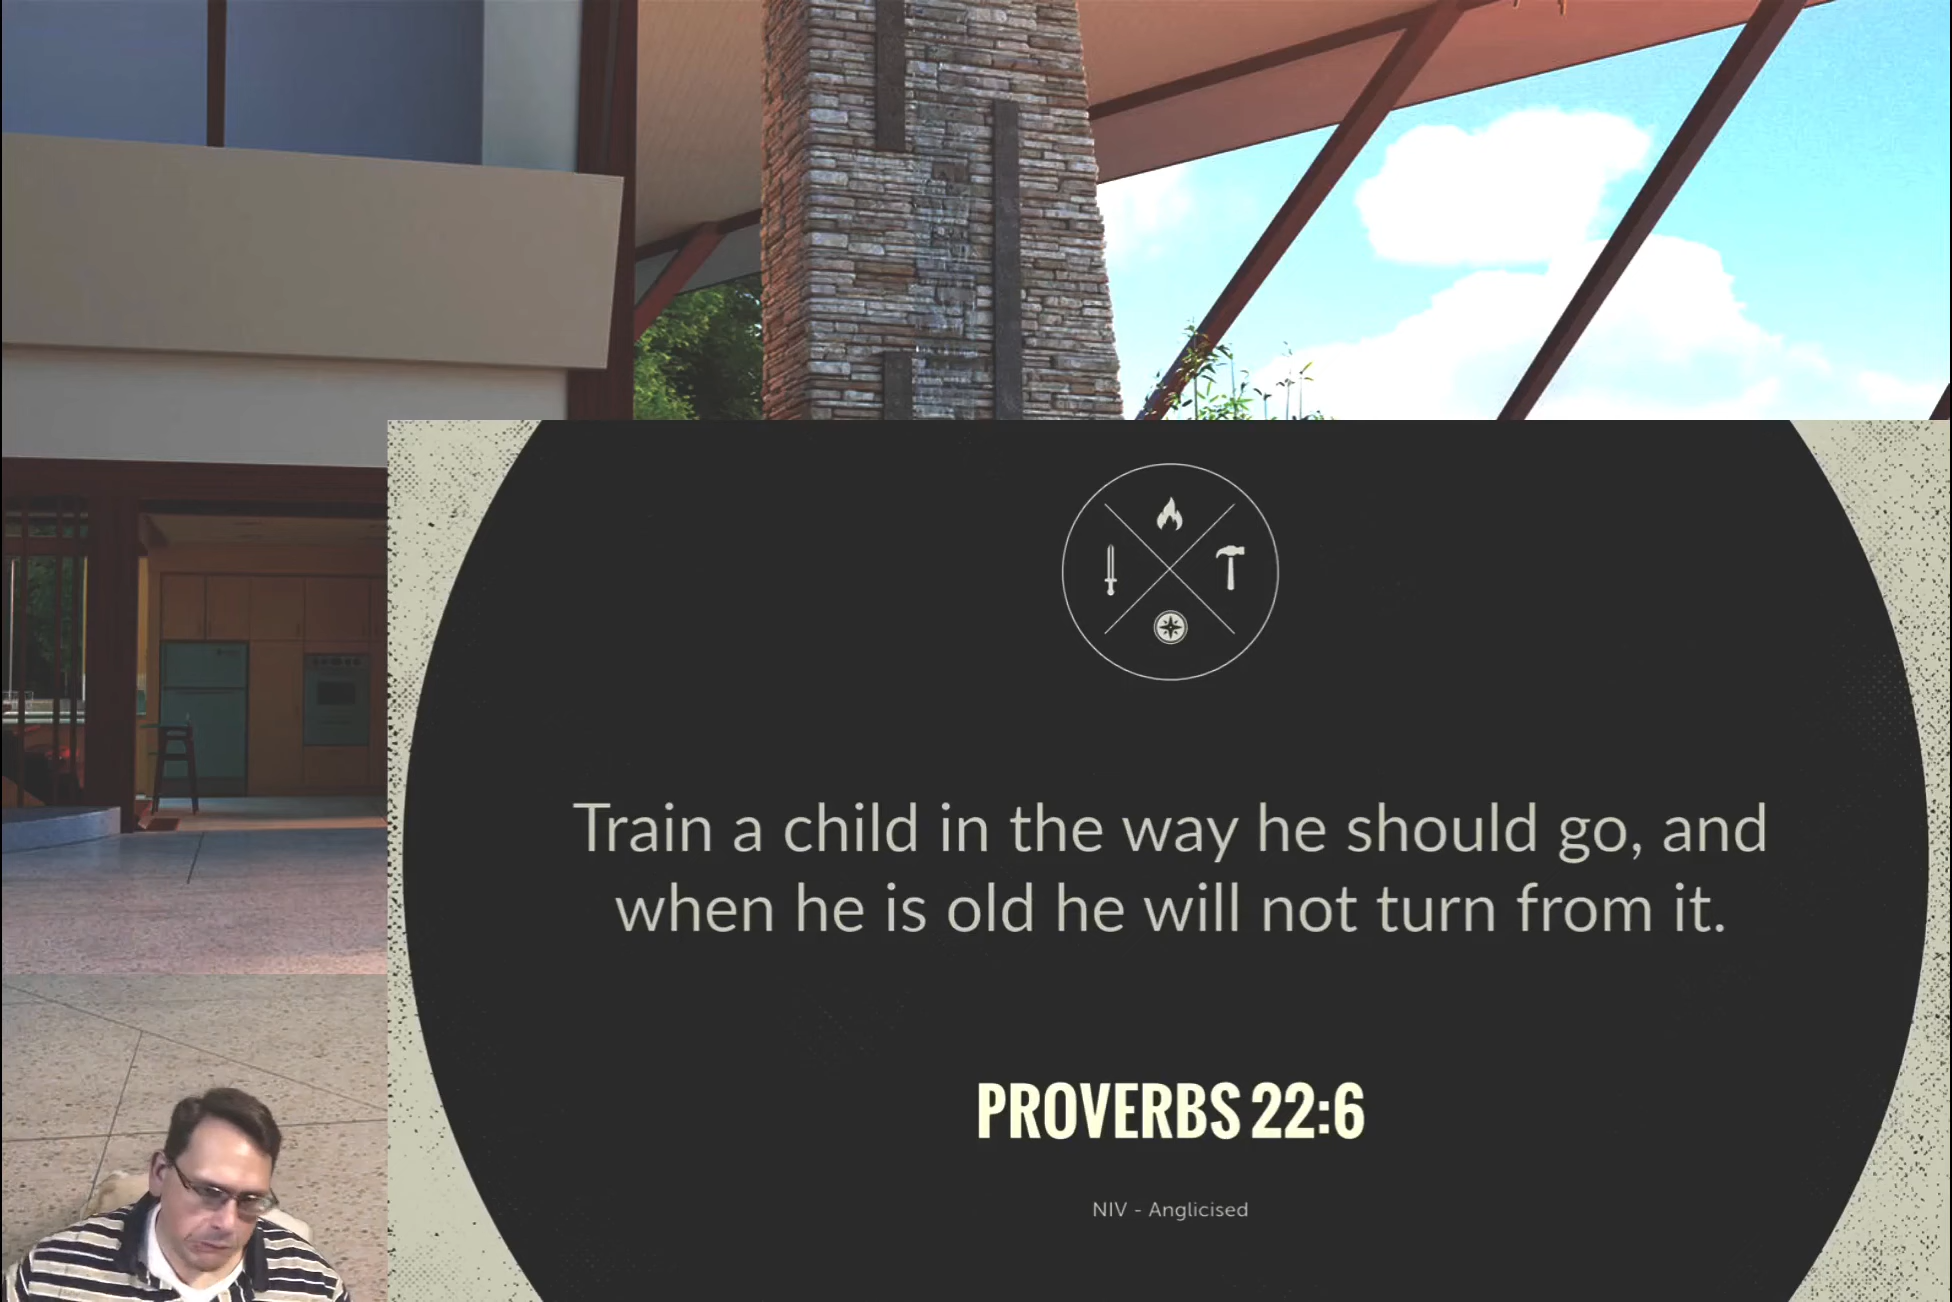 Train a child in the way he should go, and
when he is old he will not turn from it.
PROVERBS 22:6
NIV - Anglicised